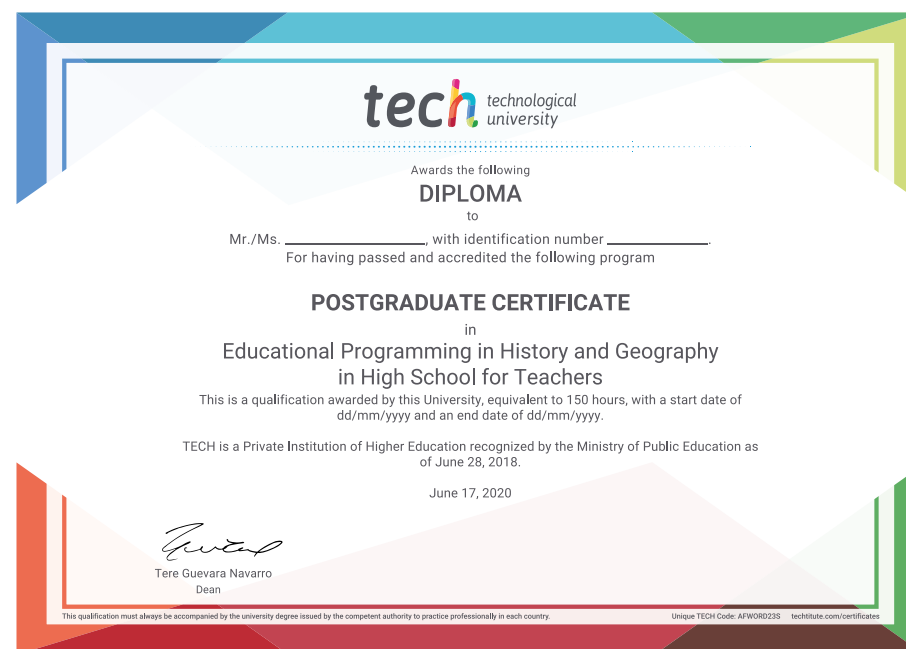 tech technological
university
Awards the following
DIPLOMA
to
Mr./Ms. ____________________, with identification number ______________.
For having passed and accredited the following program
POSTGRADUATE CERTIFICATE
in
Educational Programming in History and Geography
in High School for Teachers
This is a qualification awarded by this University, equivalent to 150 hours, with a start date of
dd/mm/yyyy and an end date of dd/mm/yyyy.
TECH is a Private Institution of Higher Education recognized by the Ministry of Public Education as
of June 28, 2018.
June 17, 2020
Tere Guevara Navarro
Dean
This qualification must always be accompanied by the university degree issued by the competent authority to practice professionally in each country.
Unique TECH Code: AFWORD23S techtitute.com/certificates